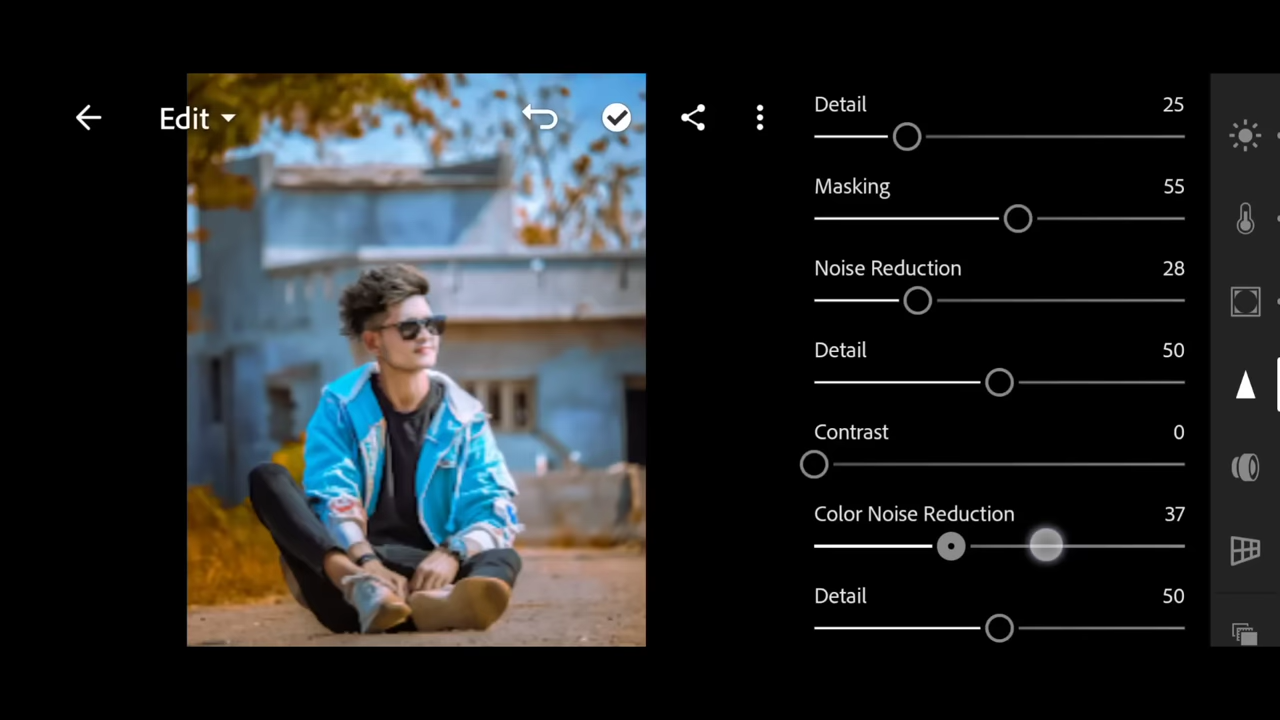 Edit
Detail 25
Masking 55
Noise Reduction 28
Detail 50
Contrast 0
Color Noise Reduction 37
Detail 50